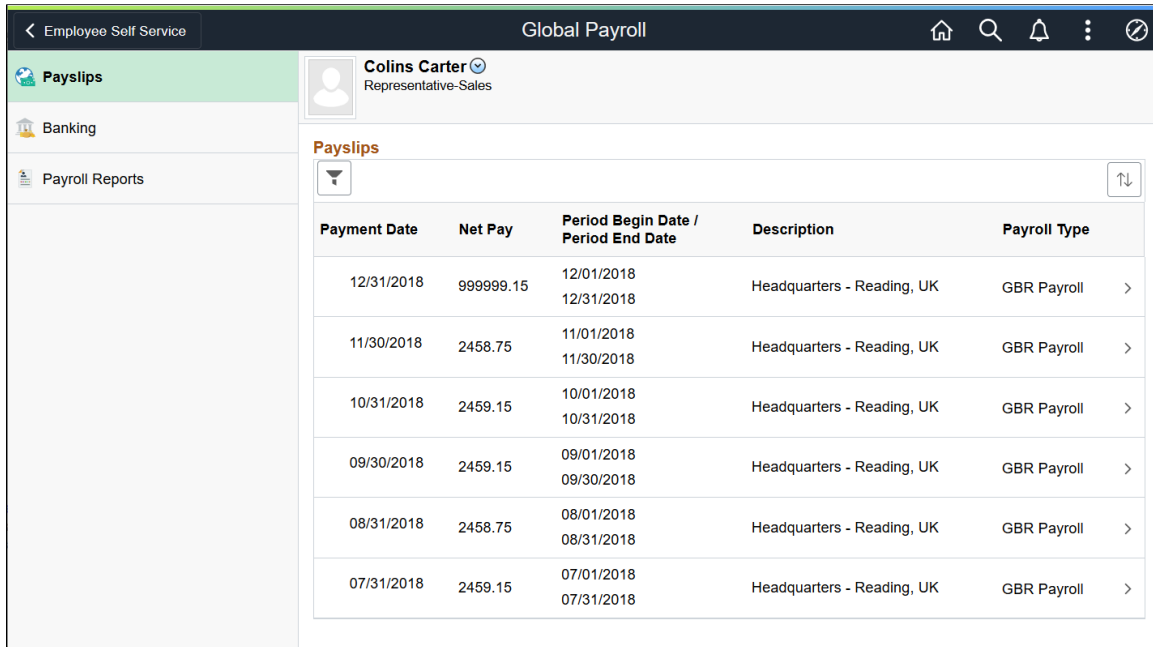 Employee Self Service
Global Payroll
Payslips
Banking
Payroll Reports
Colins Carter
Representative-Sales
Payslips
Payment Date Net Pay Period Begin Date / Period End Date Description Payroll Type
12/31/2018 999999.15 12/01/2018 12/31/2018 Headquarters - Reading, UK GBR Payroll
11/30/2018 2458.75 11/01/2018 11/30/2018 Headquarters - Reading, UK GBR Payroll
10/31/2018 2459.15 10/01/2018 10/31/2018 Headquarters - Reading, UK GBR Payroll
09/30/2018 2459.15 09/01/2018 09/30/2018 Headquarters - Reading, UK GBR Payroll
08/31/2018 2458.75 08/01/2018 08/31/2018 Headquarters - Reading, UK GBR Payroll
07/31/2018 2459.15 07/01/2018 07/31/2018 Headquarters - Reading, UK GBR Payroll